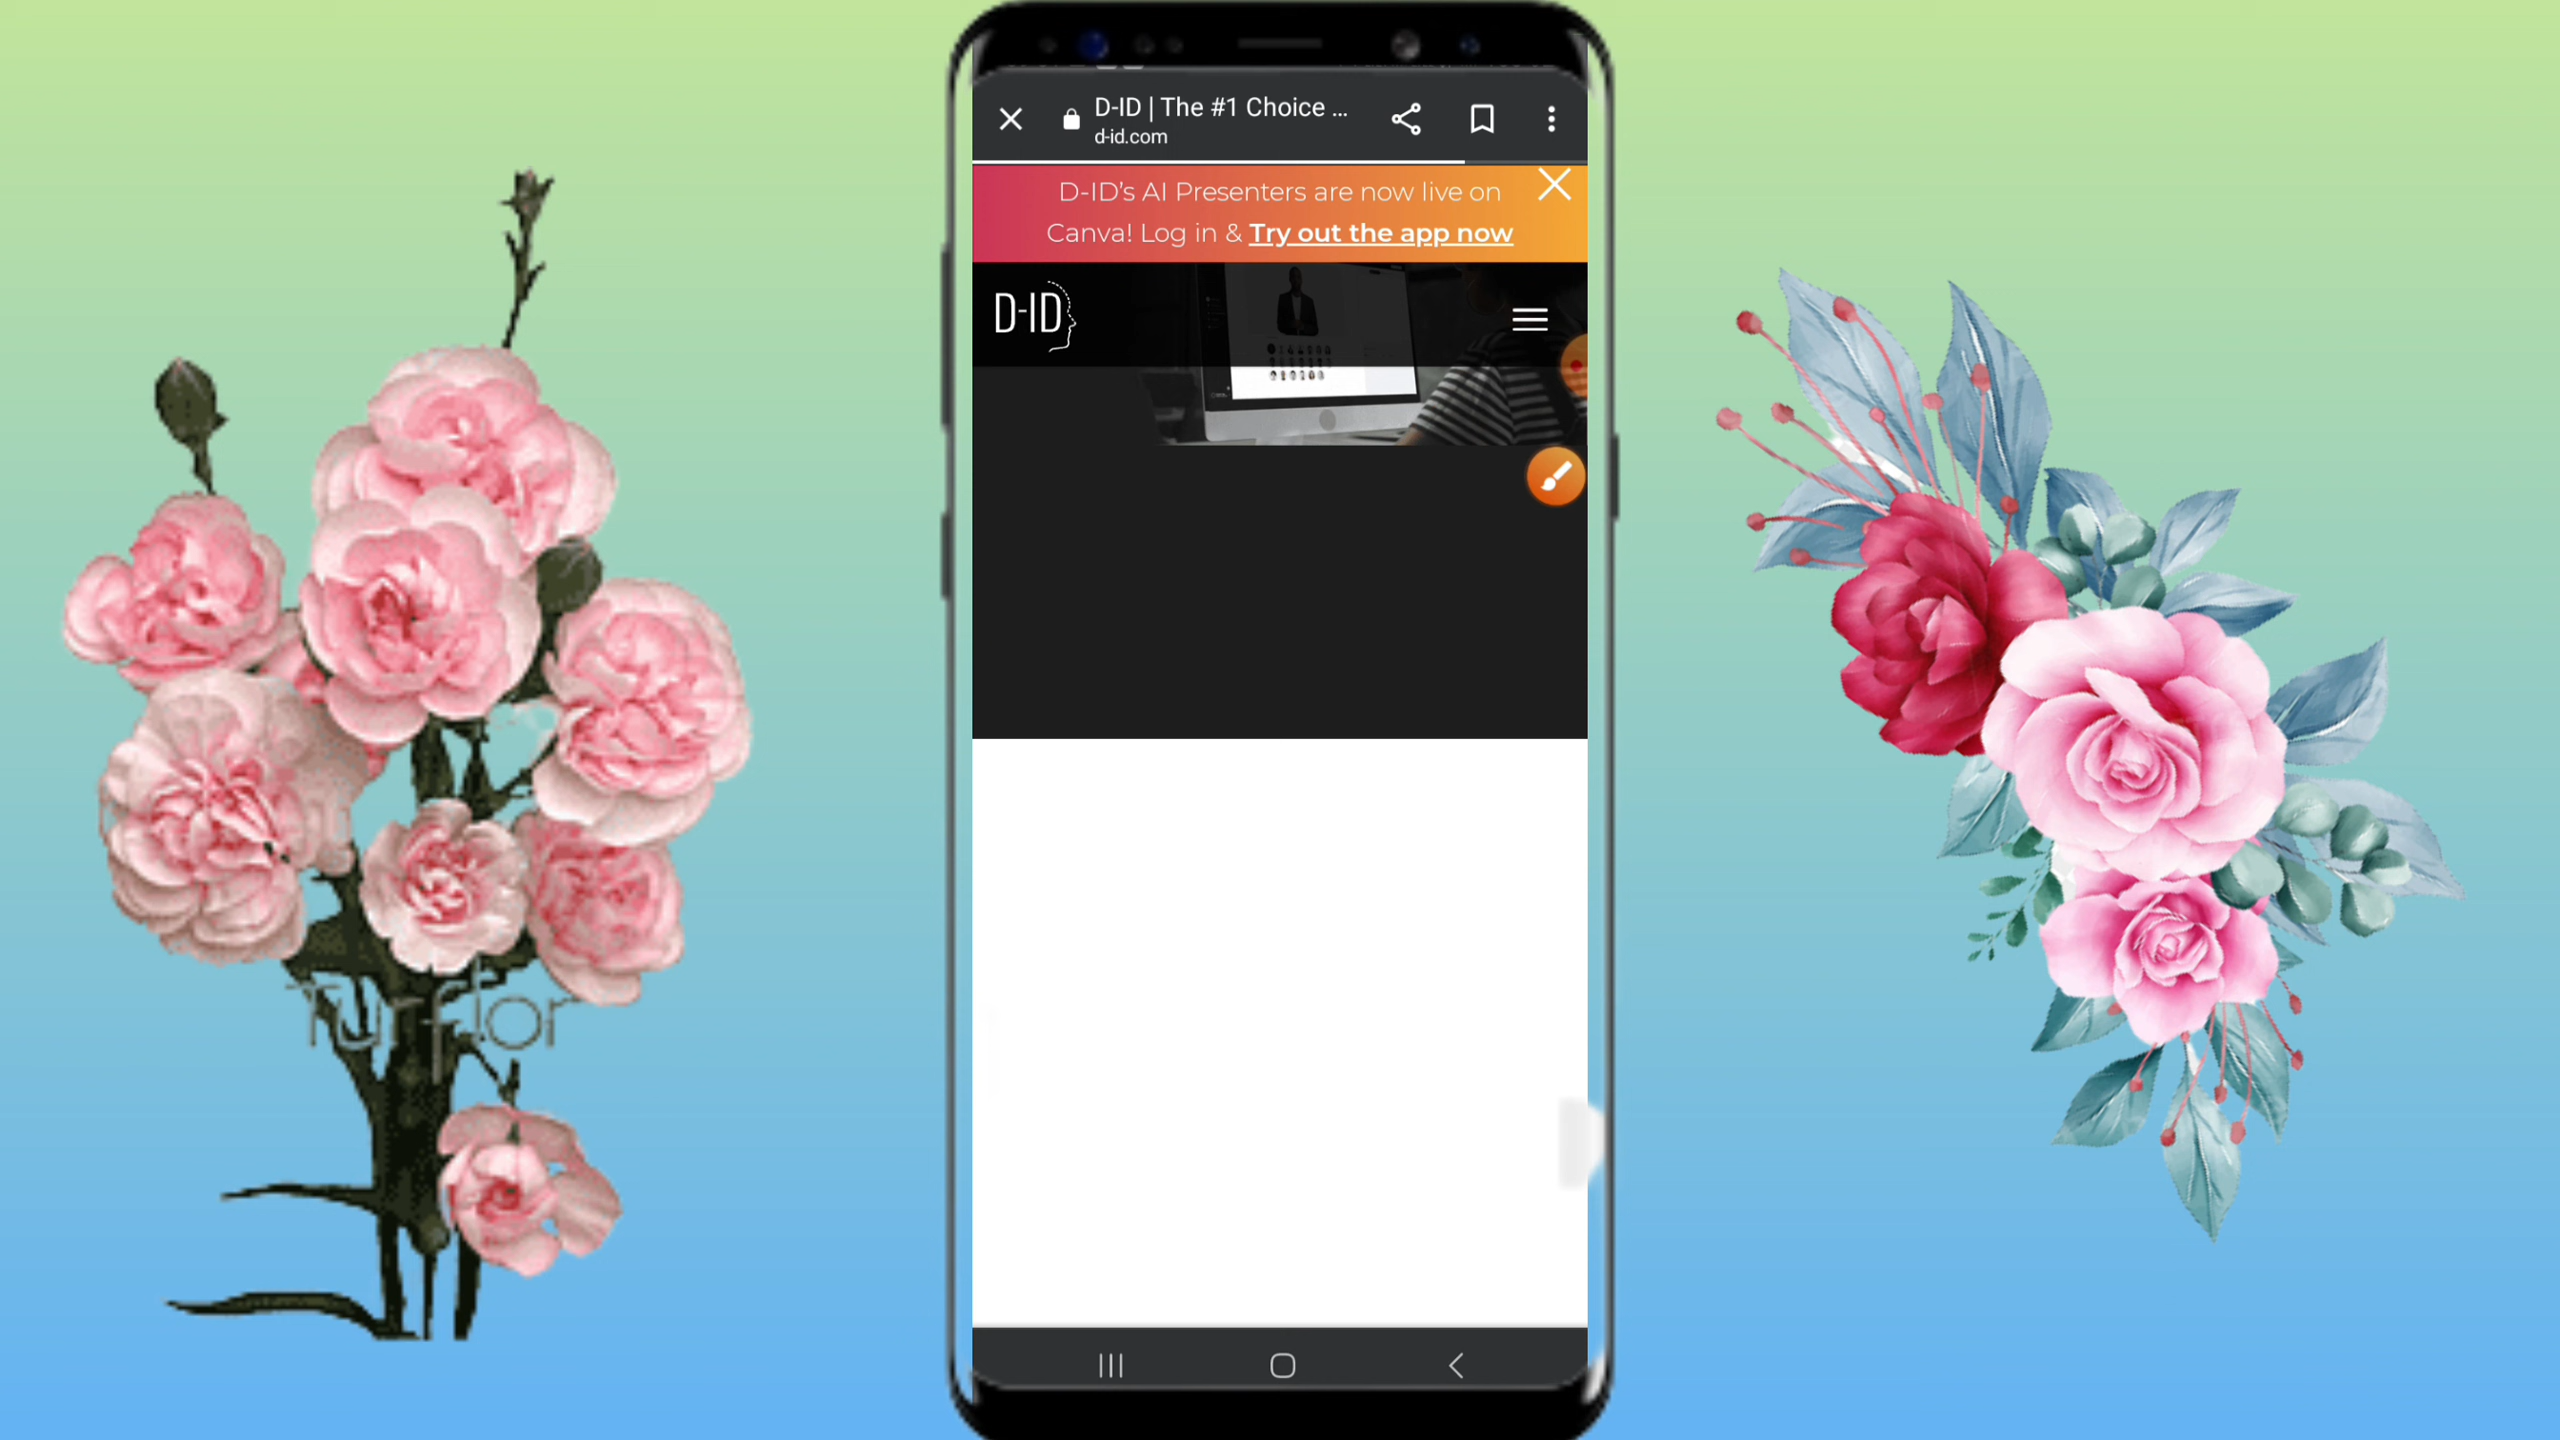 D-ID | The #1 Choice ...
d-id.com
D-ID's AI Presenters are now live on
Canva! Log in & Try out the app now
D-ID
Turflor